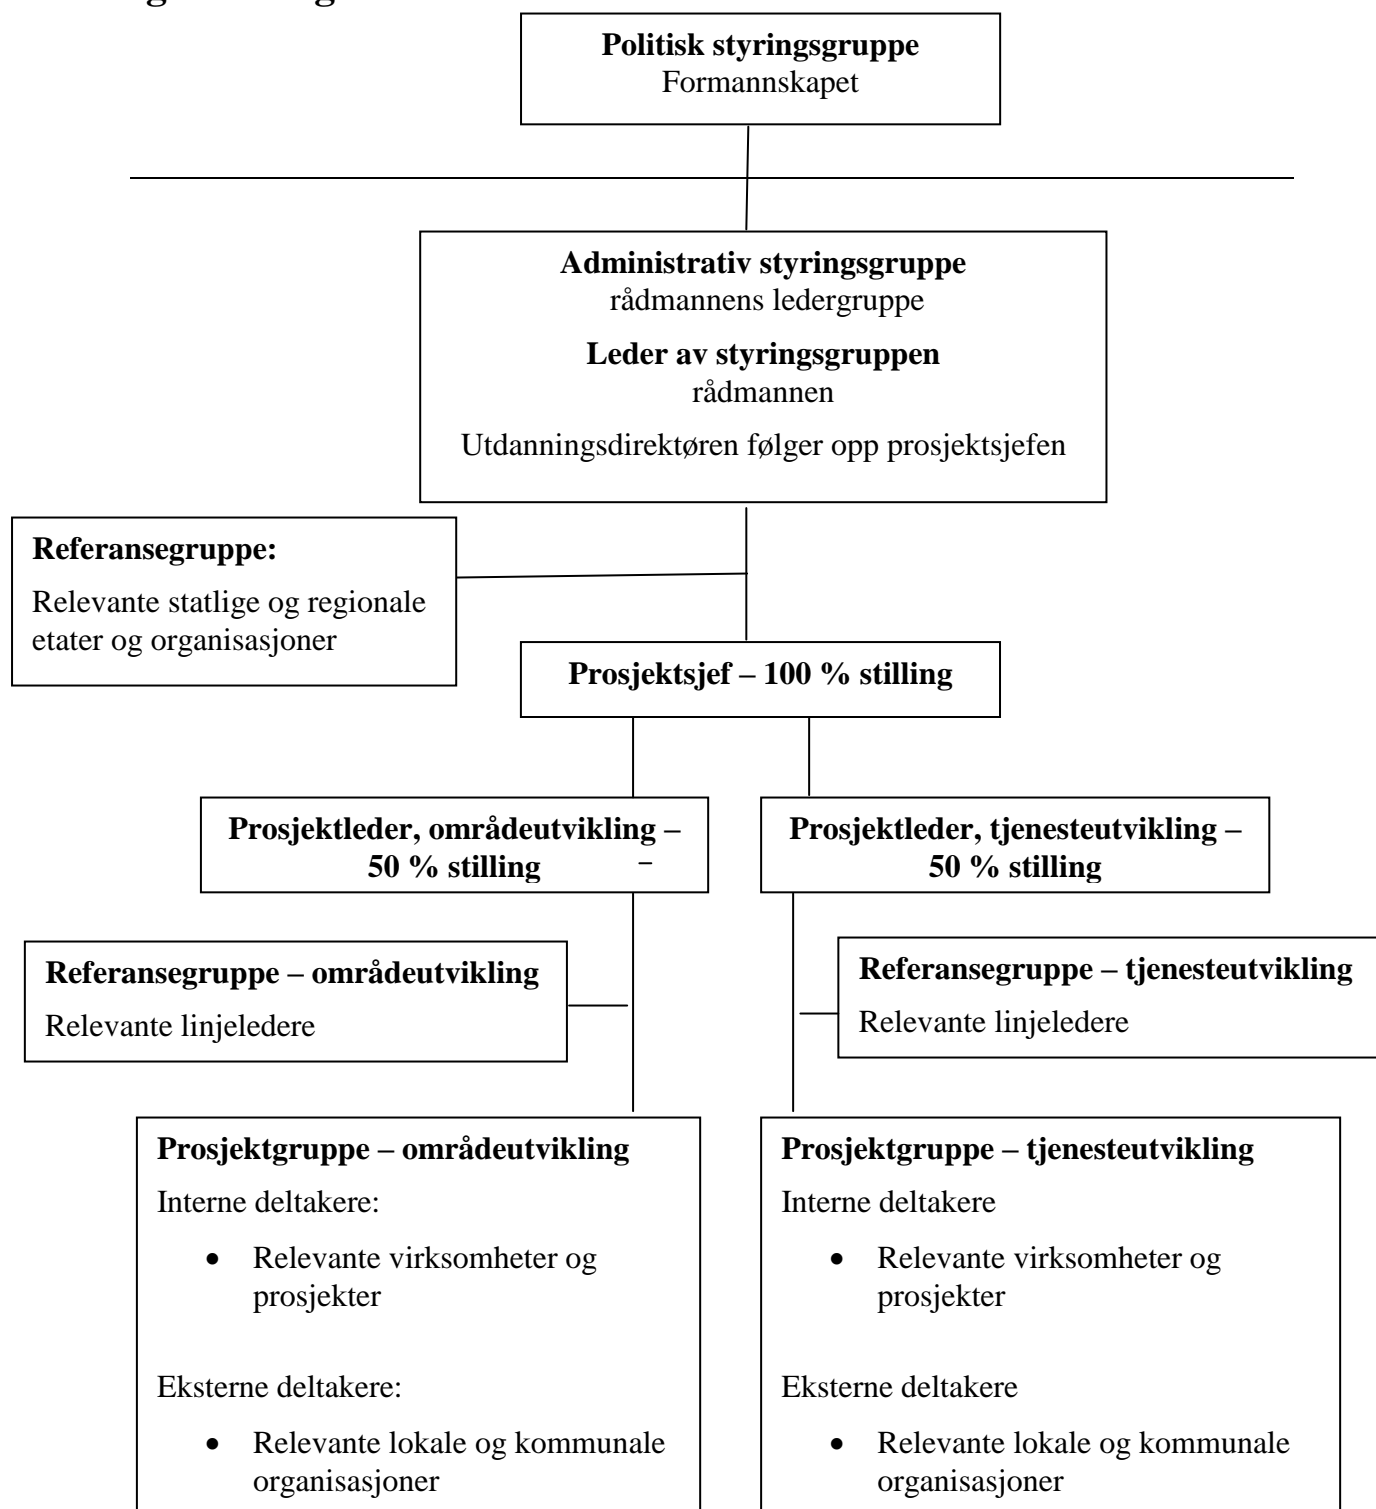 Politisk styringsgruppe
Formannskapet
Administrativ styringsgruppe
rådmannens ledergruppe
Leder av styringsgruppen
rådmannen
Utdanningsdirektøren følger opp prosjektsjefen
Referansegruppe:
Relevante statlige og regionale
etater og organisasjoner
Prosjektsjef – 100 % stilling
Prosjektleder, områdeutvikling –
50 % stilling
Prosjektleder, tjenesteutvikling –
50 % stilling
Referansegruppe – områdeutvikling
Relevante linjeledere
Referansegruppe – tjenesteutvikling
Relevante linjeledere
Prosjektgruppe – områdeutvikling
Interne deltakere:
• Relevante virksomheter og
prosjekter
Eksterne deltakere:
• Relevante lokale og kommunale
organisasjoner
Prosjektgruppe – tjenesteutvikling
Interne deltakere
• Relevante virksomheter og
prosjekter
Eksterne deltakere
• Relevante lokale og kommunale
organisasjoner